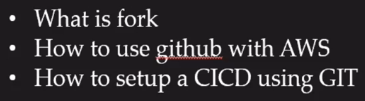 • What is fork
• How to use github with AWS
• How to setup a CICD using GIT